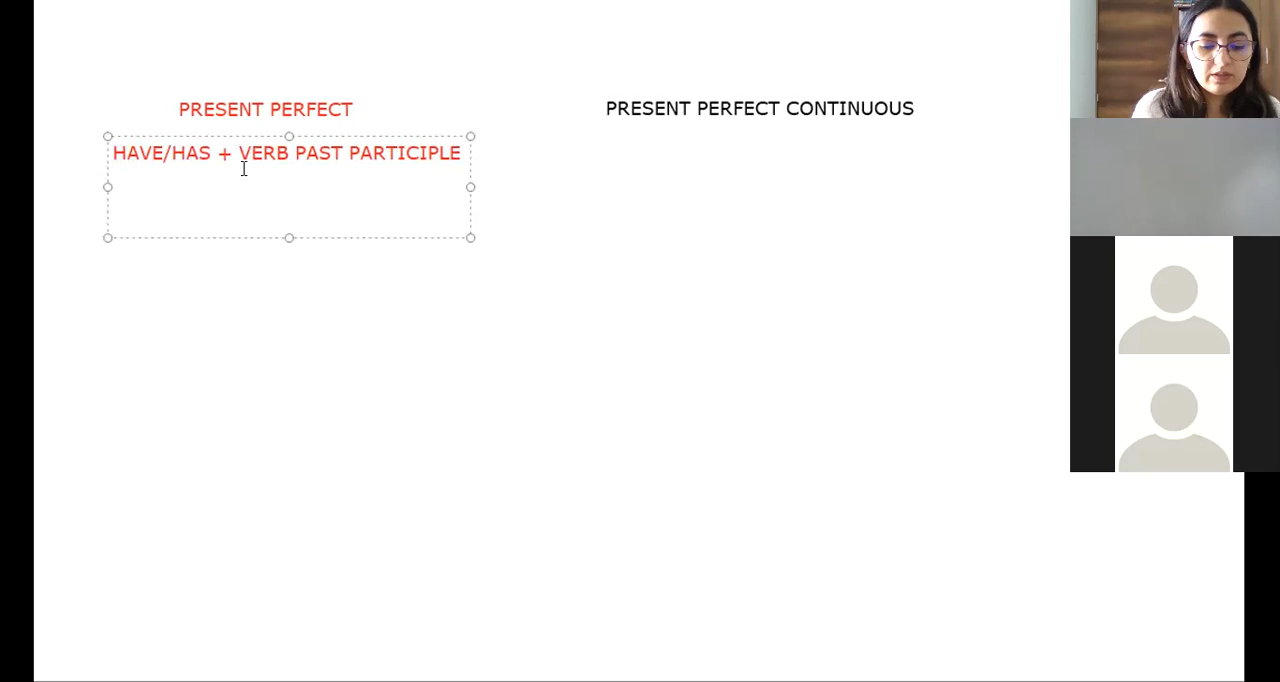 PRESENT PERFECT
HAVE/HAS + VERB PAST PARTICIPLE
PRESENT PERFECT CONTINUOUS